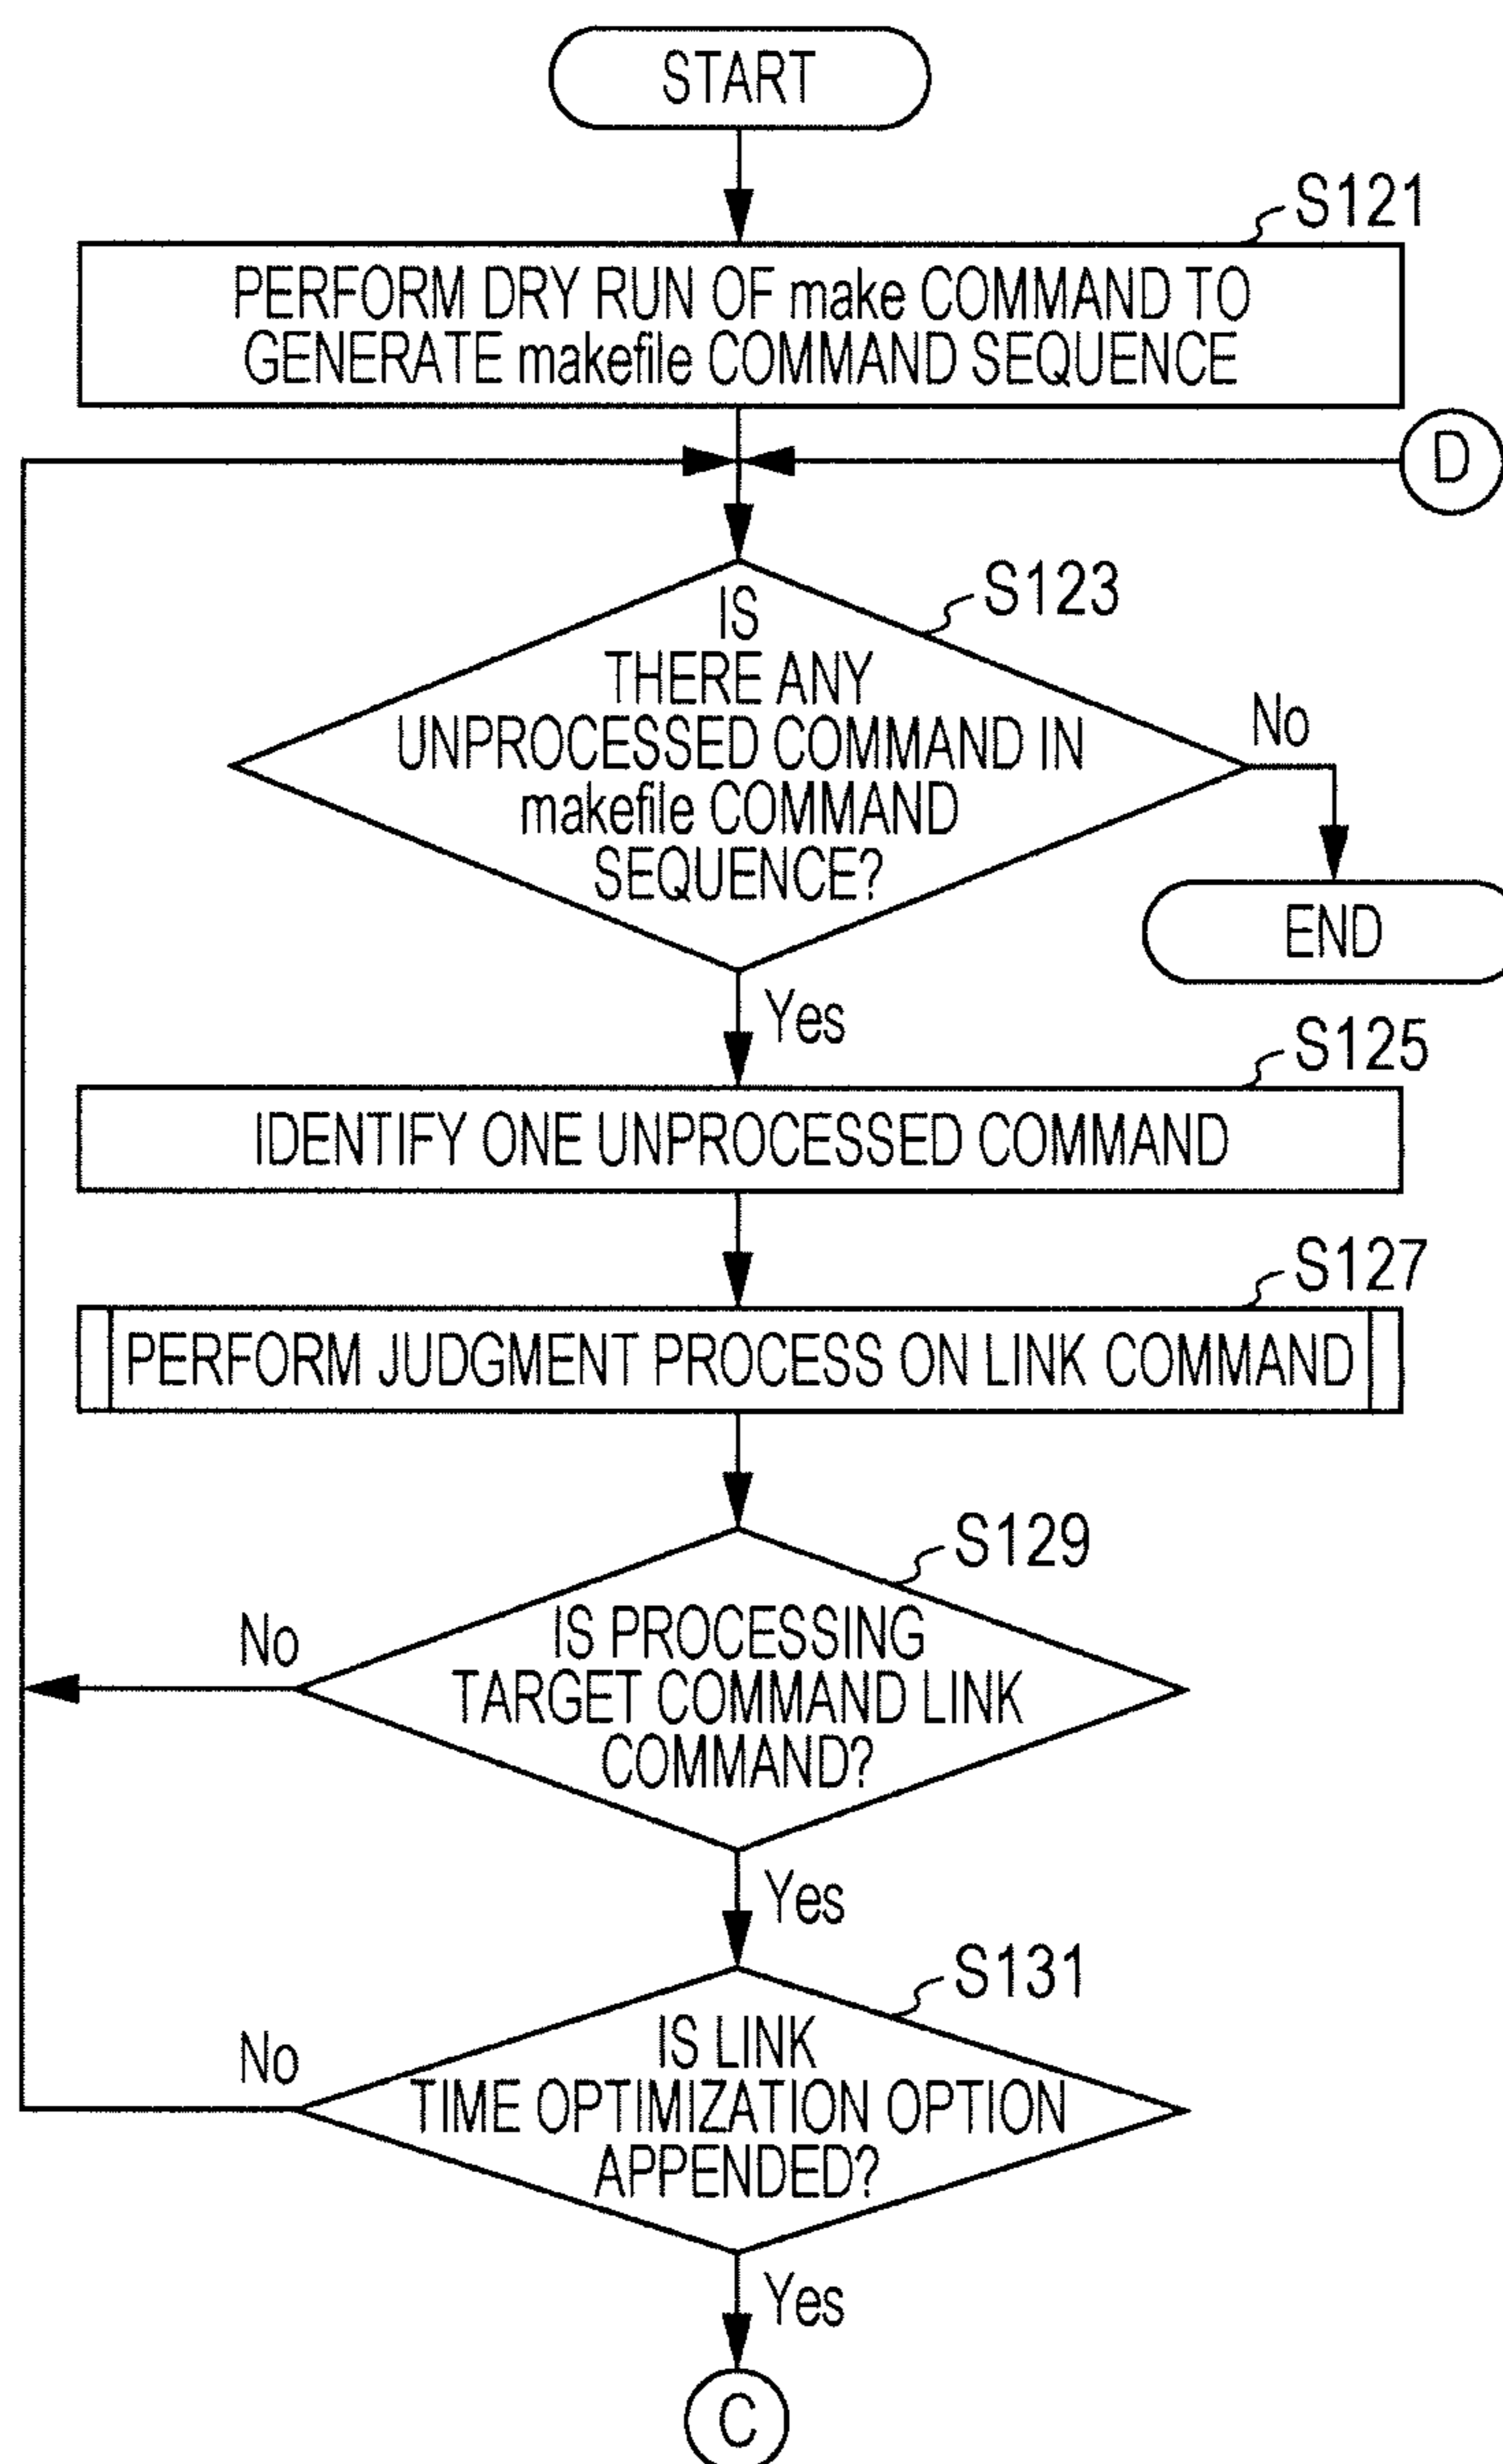 START
S121
PERFORM DRY RUN OF make COMMAND TO
GENERATE makefile COMMAND SEQUENCE
D
S123
IS
THERE ANY
UNPROCESSED COMMAND IN
makefile COMMAND
SEQUENCE?
No
END
Yes
S125
IDENTIFY ONE UNPROCESSED COMMAND
S127
PERFORM JUDGMENT PROCESS ON LINK COMMAND
S129
IS PROCESSING
TARGET COMMAND LINK
COMMAND?
No
Yes
S131
IS LINK
TIME OPTIMIZATION OPTION
APPENDED?
No
Yes
C